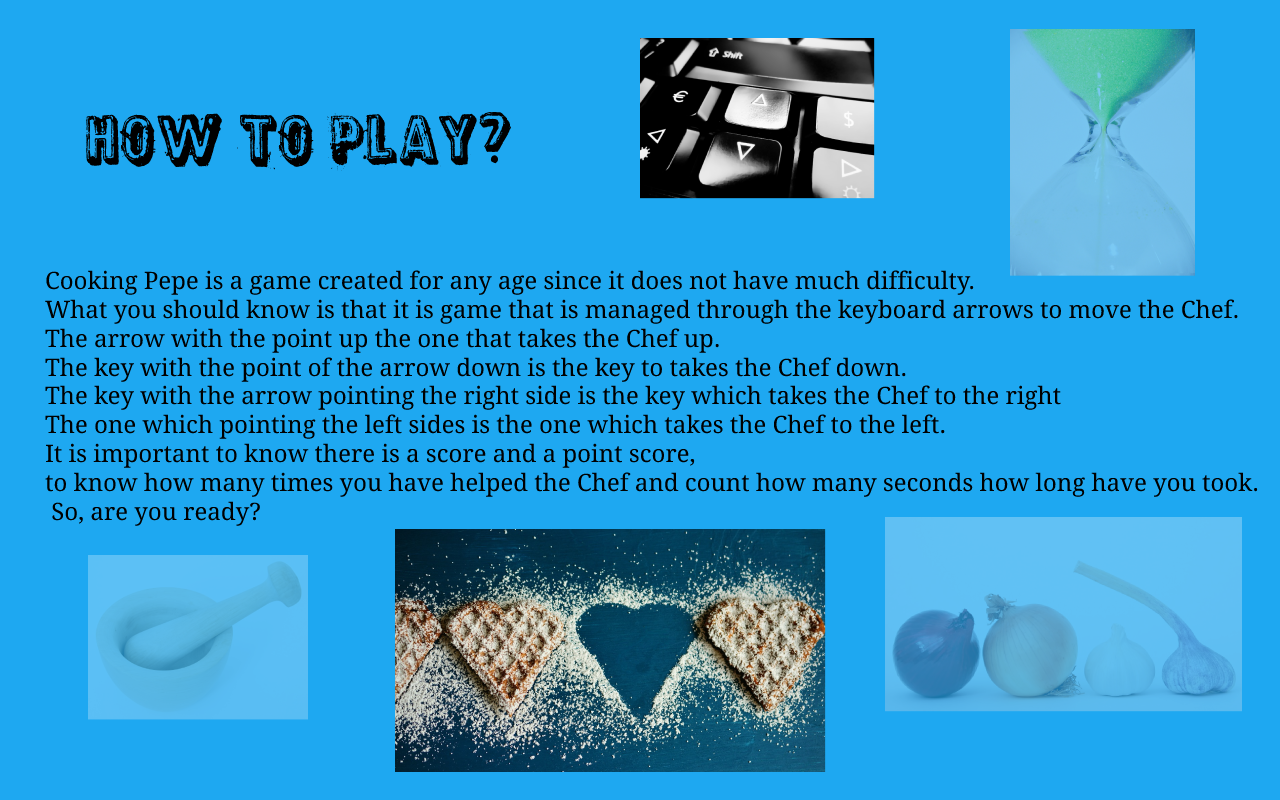 HOW TO PLAY?
Shift
€
$
Cooking Pepe is a game created for any age since it does not have much difficulty.
What you should know is that it is game that is managed through the keyboard arrows to move the Chef.
The arrow with the point up the one that takes the Chef up.
The key with the point of the arrow down is the key to takes the Chef down.
The key with the arrow pointing the right side is the key which takes the Chef to the right
The one which pointing the left sides is the one which takes the Chef to the left.
It is important to know there is a score and a point score,
to know how many times you have helped the Chef and count how many seconds how long have you took.
So, are you ready?